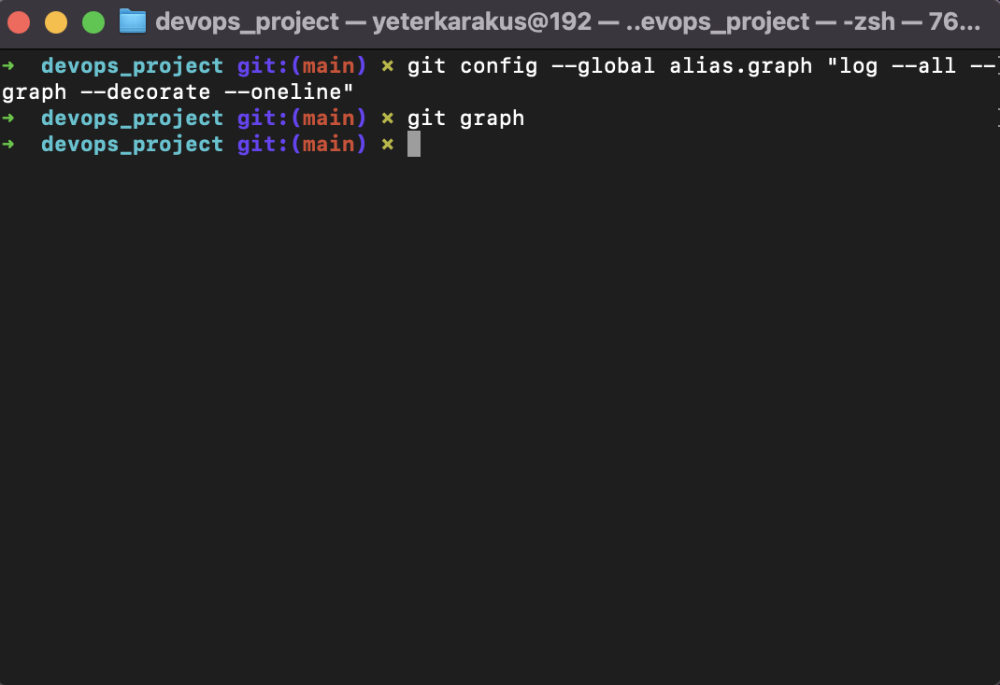 devops_project — yeterkarakus@192 — ..evops_project — -zsh — 76...
➜ devops_project git:(main) ✗ git config --global alias.graph "log --all --
graph --decorate --oneline"
➜ devops_project git:(main) ✗ git graph
➜ devops_project git:(main) ✗